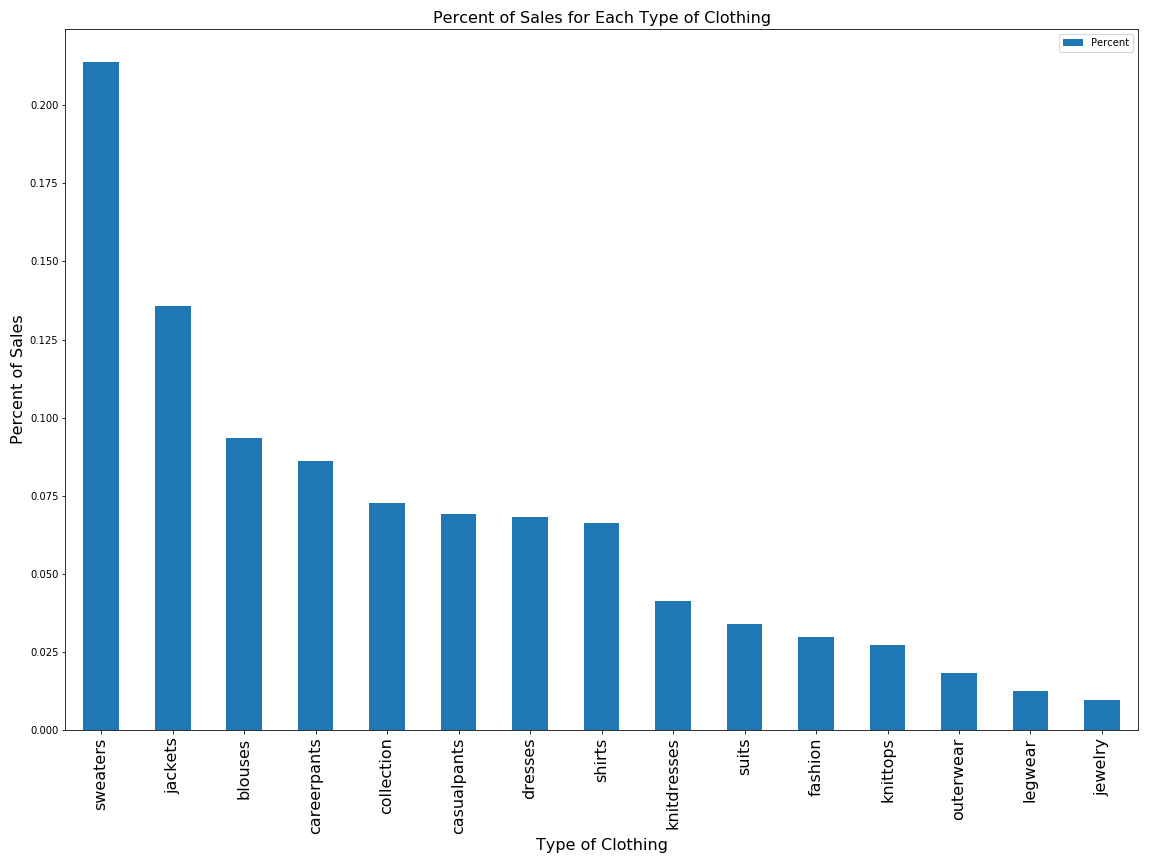 Percent of Sales for Each Type of Clothing
Percent
Percent of Sales
0.200
0.175
0.150
0.125
0.100
0.075
0.050
0.025
0.000
sweaters
jackets
blouses
careerpants
collection
casualpants
dresses
shirts
knitdresses
suits
fashion
knittops
outerwear
legwear
jewelry
Type of Clothing